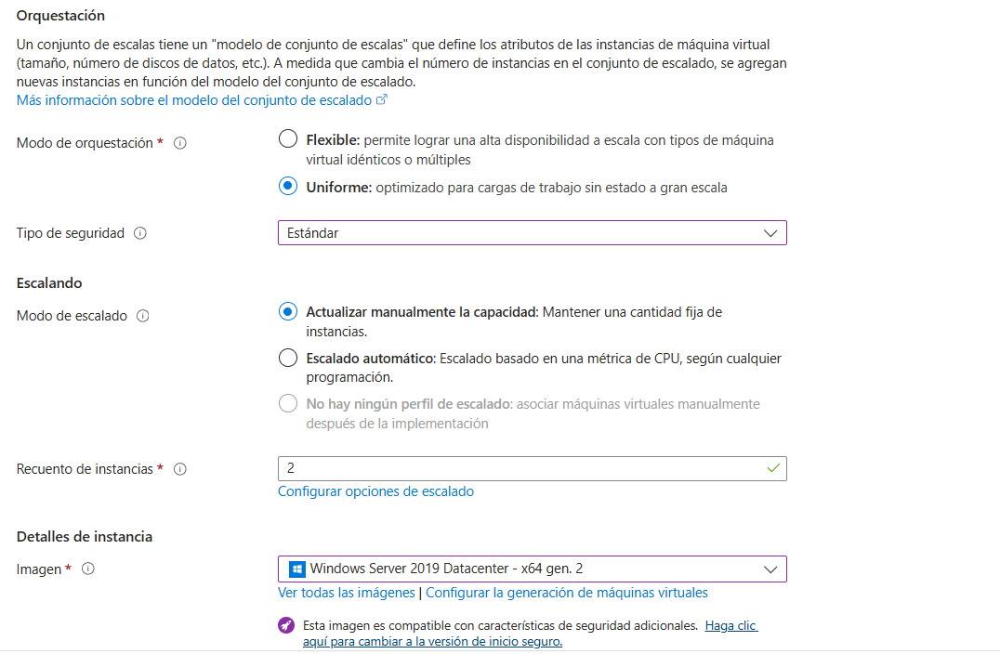 Orquestación
Un conjunto de escalas tiene un "modelo de conjunto de escalas" que define los atributos de las instancias de máquina virtual
(tamaño, número de discos de datos, etc.). A medida que cambia el número de instancias en el conjunto de escalado, se agregan
nuevas instancias en función del modelo del conjunto de escalado.
Más información sobre el modelo del conjunto de escalado
Modo de orquestación *
Flexible: permite lograr una alta disponibilidad a escala con tipos de máquina
virtual idénticos o múltiples
Uniforme: optimizado para cargas de trabajo sin estado a gran escala
Tipo de seguridad
Estándar
Escalando
Modo de escalado
Actualizar manualmente la capacidad: Mantener una cantidad fija de
instancias.
Escalado automático: Escalado basado en una métrica de CPU, según cualquier
programación.
No hay ningún perfil de escalado: asociar máquinas virtuales manualmente
después de la implementación
Recuento de instancias *
2
Configurar opciones de escalado
Detalles de instancia
Imagen *
Windows Server 2019 Datacenter - x64 gen. 2
Ver todas las imágenes | Configurar la generación de máquinas virtuales
Esta imagen es compatible con características de seguridad adicionales. Haga clic
aquí para cambiar a la versión de inicio seguro.